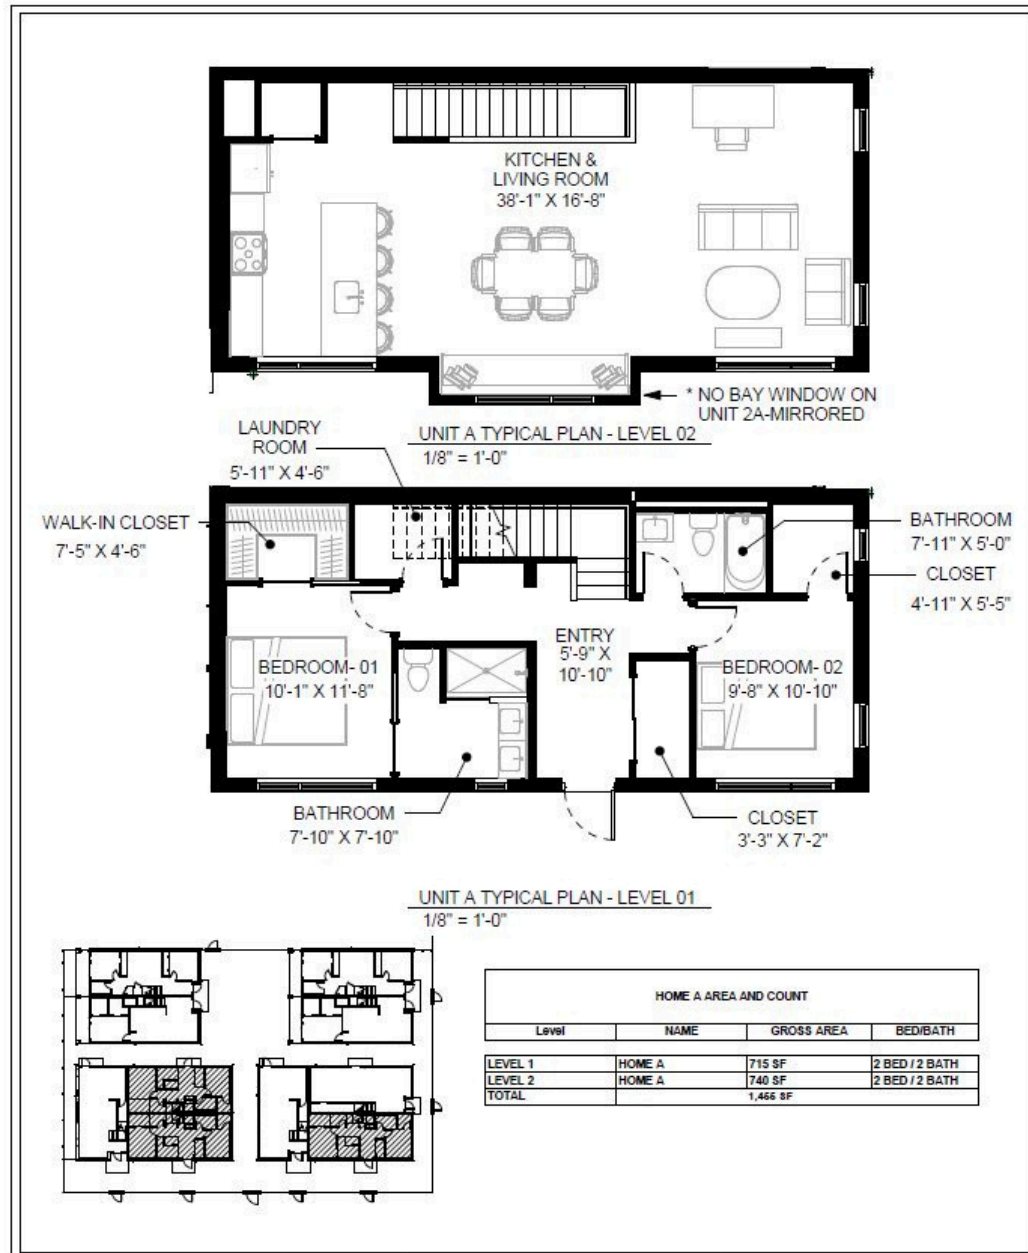 KITCHEN &
LIVING ROOM
38'-1" X 16'-8"
* NO BAY WINDOW ON
UNIT 2A-MIRRORED
UNIT A TYPICAL PLAN - LEVEL 02
1/8" = 1'-0"
LAUNDRY
ROOM
5'-11" X 4'-6"
WALK-IN CLOSET
7'-5" X 4'-6"
BATHROOM
7'-11" X 5'-0"
CLOSET
4'-11" X 5'-5"
ENTRY
5'-9" X
10'-10"
BEDROOM- 01
10'-1" X 11'-8"
BEDROOM- 02
9'-8" X 10'-10"
BATHROOM
7'-10" X 7'-10"
CLOSET
3'-3" X 7'-2"
UNIT A TYPICAL PLAN - LEVEL 01
1/8" = 1'-0"
HOME A AREA AND COUNT
Level NAME GROSS AREA BED/BATH
LEVEL 1 HOME A 715 SF 2 BED / 2 BATH
LEVEL 2 HOME A 740 SF 2 BED / 2 BATH
TOTAL 1,455 SF